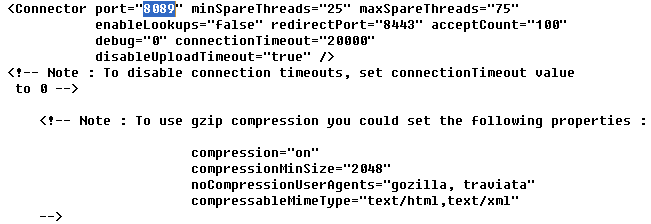 <Connector port="8089" minSpareThreads="25" maxSpareThreads="75"
enableLookups="false" redirectPort="8443" acceptCount="100"
debug="0" connectionTimeout="20000"
disableUploadTimeout="true" />
<!-- Note : To disable connection timeouts, set connectionTimeout value
to 0 -->
<!-- Note : To use gzip compression you could set the following properties :
compression="on"
compressionMinSize="2048"
noCompressionUserAgents="gozilla, traviata"
compressableMimeType="text/html,text/xml"
-->